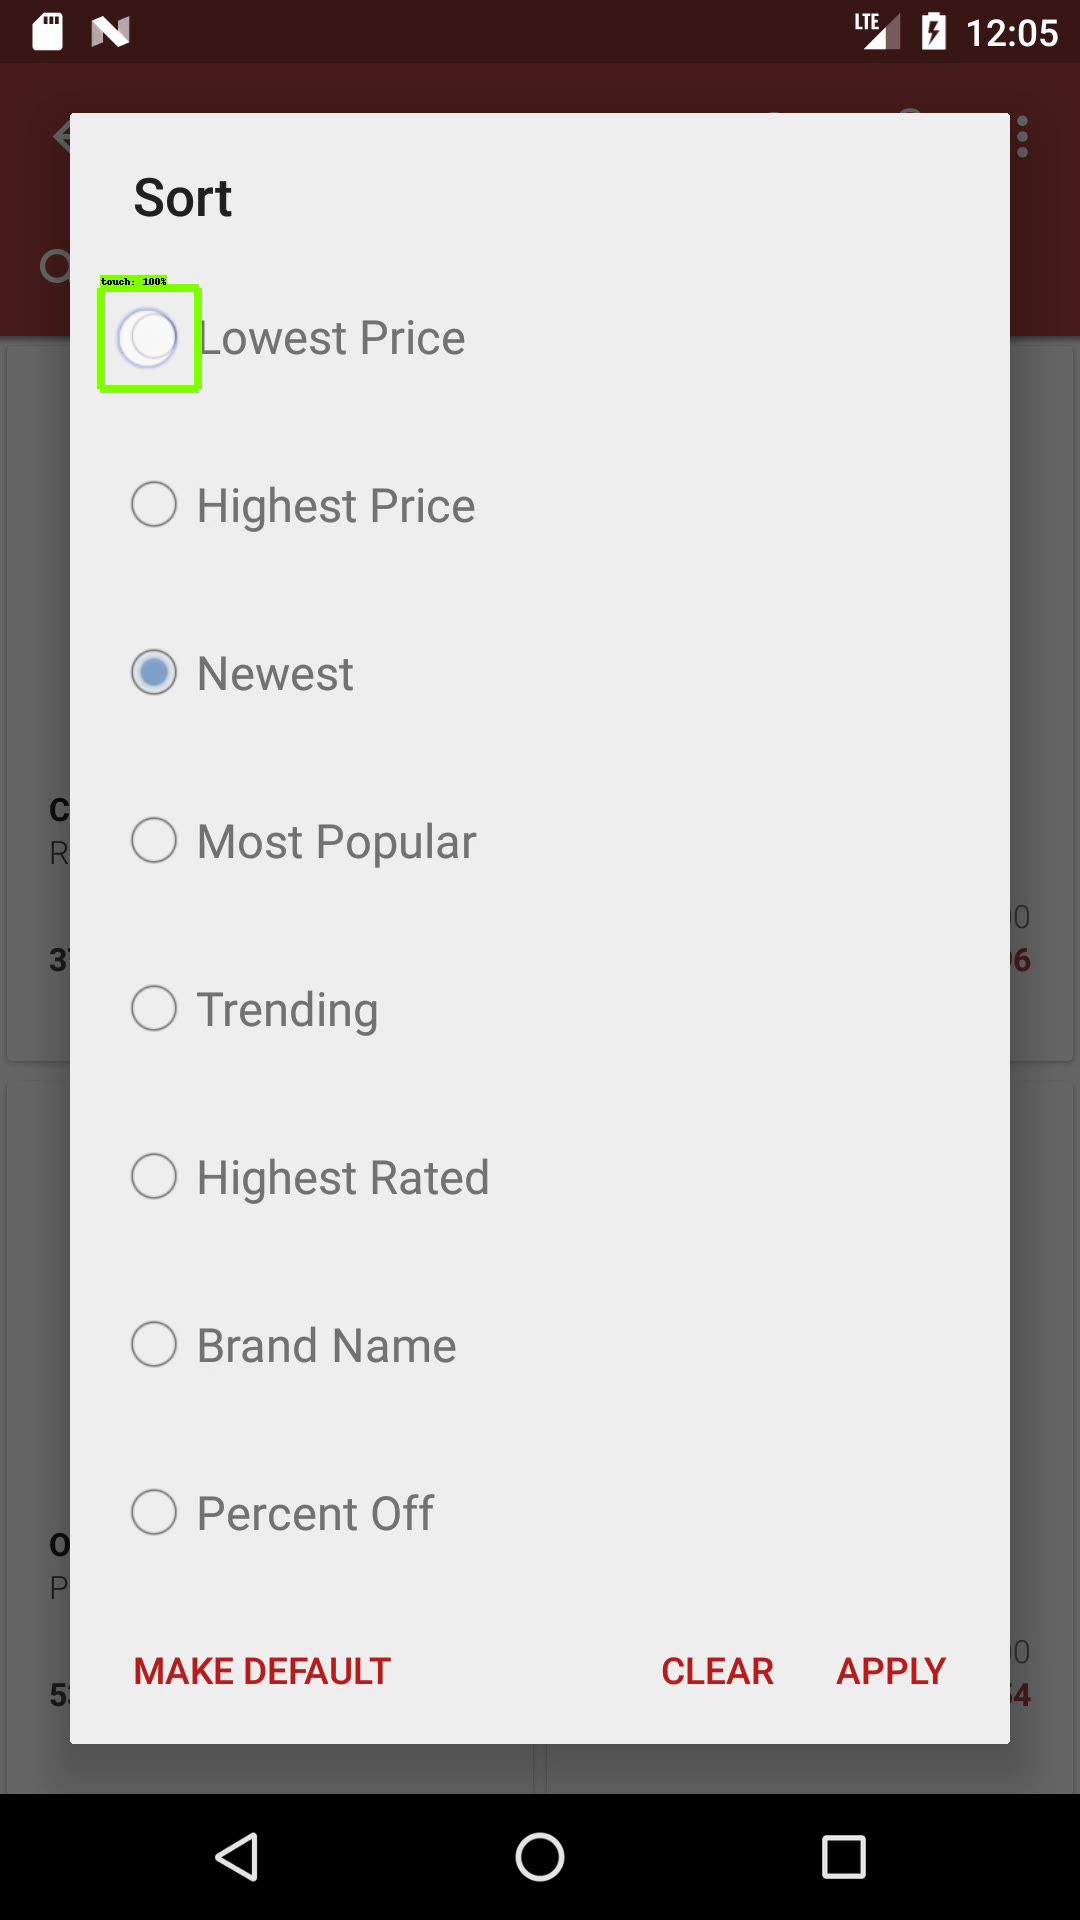 LTE 12:05
Sort
touch: 100%
Lowest Price
Highest Price
Newest
Most Popular
Trending
Highest Rated
Brand Name
Percent Off
MAKE DEFAULT CLEAR APPLY